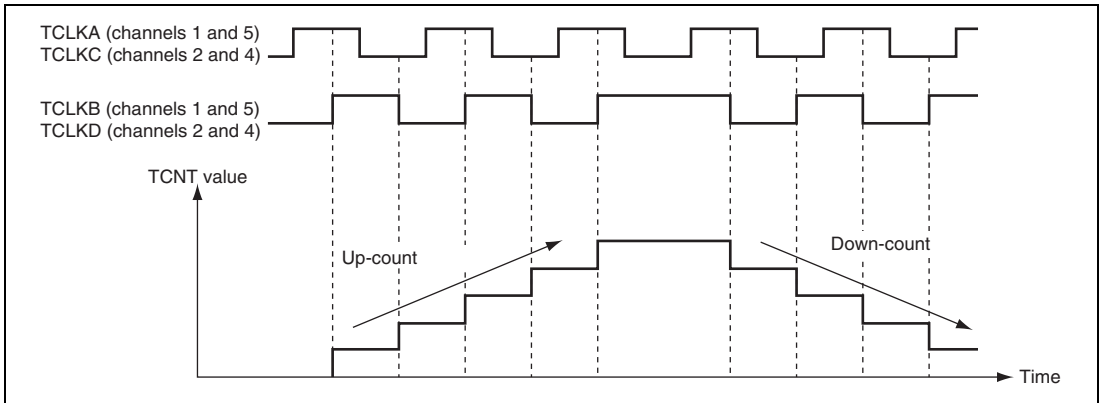 TCLKA (channels 1 and 5)
TCLKC (channels 2 and 4)
TCLKB (channels 1 and 5)
TCLKD (channels 2 and 4)
TCNT value
Up-count
Down-count
Time